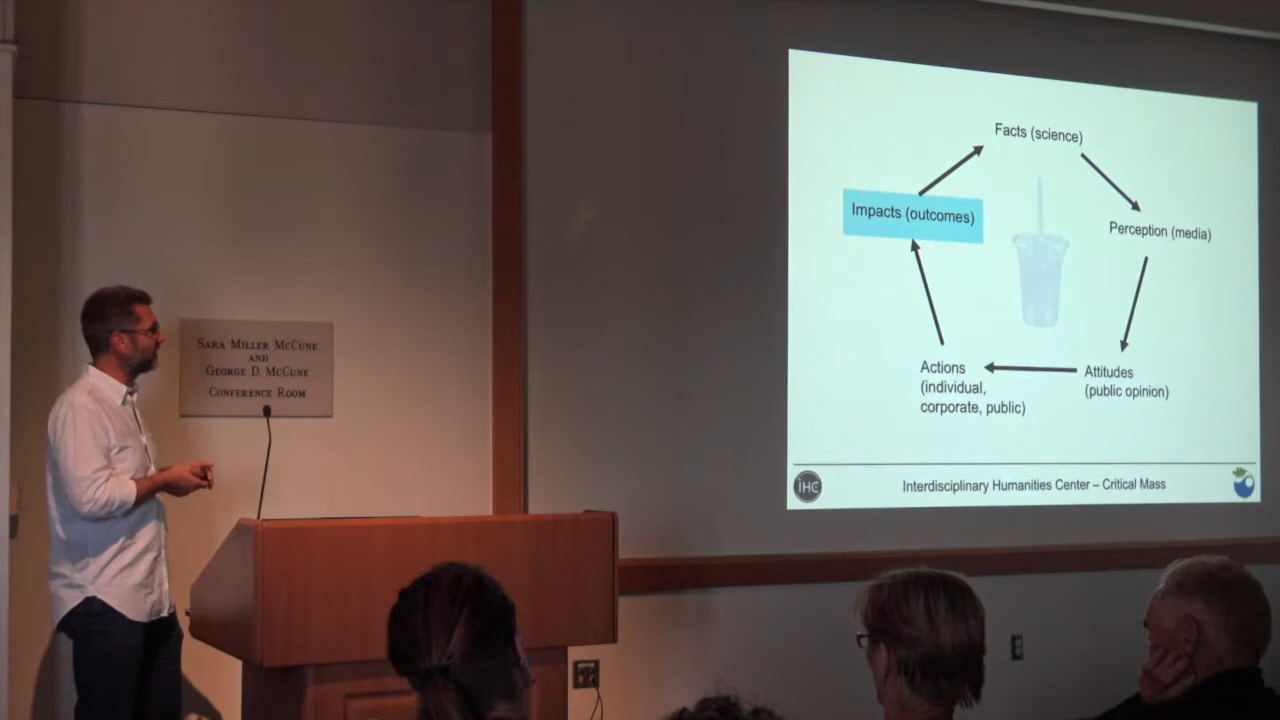 SARA MILLER MCCUNE
AND
GEORGE D. MCCUNE
CONFERENCE ROOM
Facts (science)
Impacts (outcomes)
Perception (media)
Actions
(individual,
corporate, public)
Attitudes
(public opinion)
iHC
Interdisciplinary Humanities Center – Critical Mass